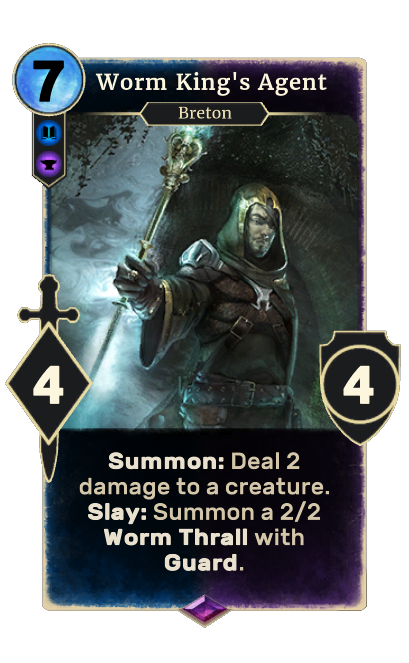 7
Worm King's Agent
Breton
4
4
Summon: Deal 2
damage to a creature.
Slay: Summon a 2/2
Worm Thrall with
Guard.